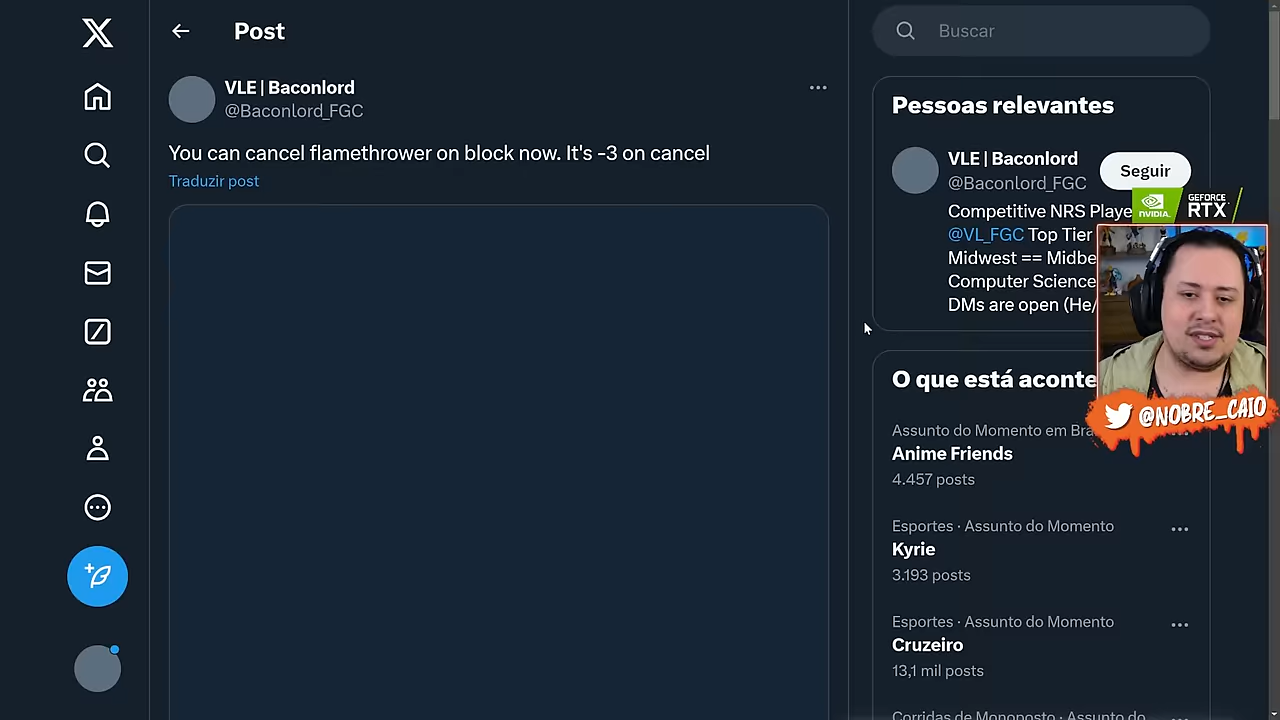 Post
VLE | Baconlord
@Baconlord_FGC
You can cancel flamethrower on block now. It's -3 on cancel
Traduzir post
Buscar
Pessoas relevantes
VLE | Baconlord
@Baconlord_FGC
Seguir
Competitive NRS Playe
@VL_FGC Top Tier
Midwest == Midbe
Computer Science
DMs are open (He/
NVIDIA.
GEFORCE
RTX
@NOBRE_CAIO
O que está aconte
Assunto do Momento em Bra
Anime Friends
4.457 posts
Esportes · Assunto do Momento
Kyrie
3.193 posts
Esportes · Assunto do Momento
Cruzeiro
13,1 mil posts
Corridas de Monoposto · Assunto do